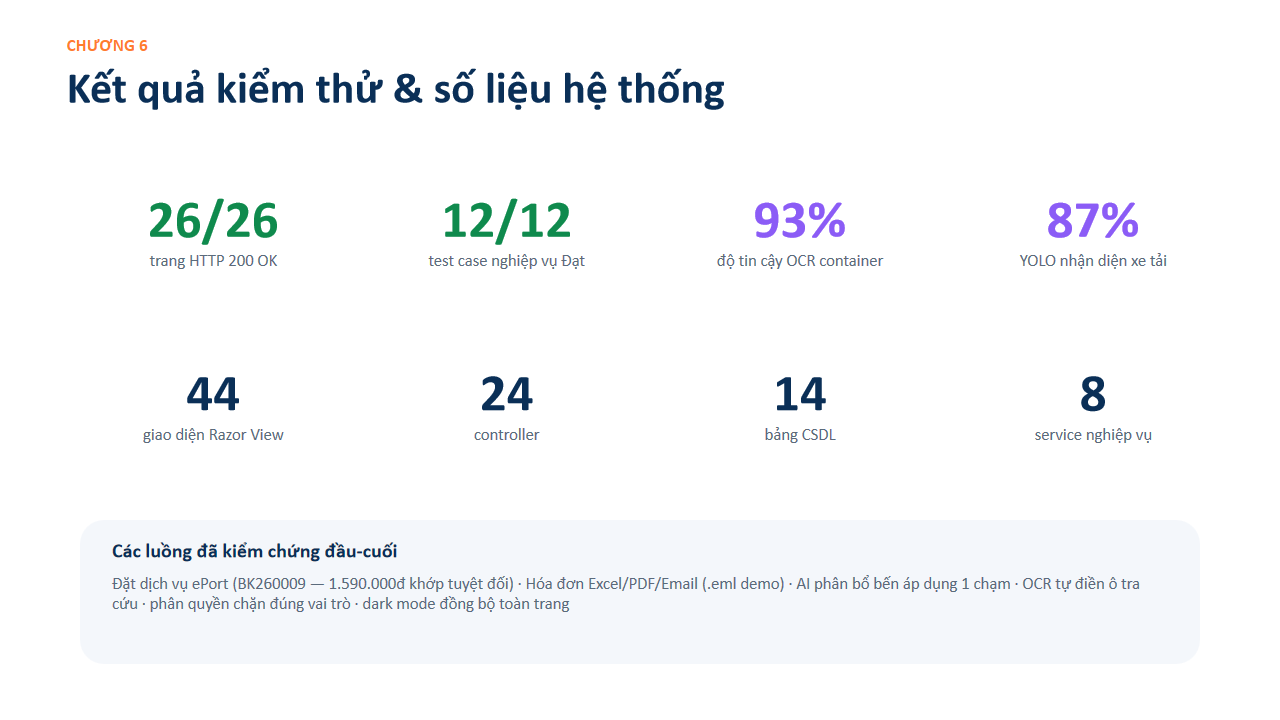 CHƯƠNG 6
Kết quả kiểm thử & số liệu hệ thống
26/26
trang HTTP 200 OK
12/12
test case nghiệp vụ Đạt
93%
độ tin cậy OCR container
87%
YOLO nhận diện xe tải
44
giao diện Razor View
24
controller
14
bảng CSDL
8
service nghiệp vụ
Các luồng đã kiểm chứng đầu-cuối
Đặt dịch vụ ePort (BK260009 — 1.590.000đ khớp tuyệt đối) · Hóa đơn Excel/PDF/Email (.eml demo) · AI phân bổ bến áp dụng 1 chạm · OCR tự điền ô tra
cứu · phân quyền chặn đúng vai trò · dark mode đồng bộ toàn trang